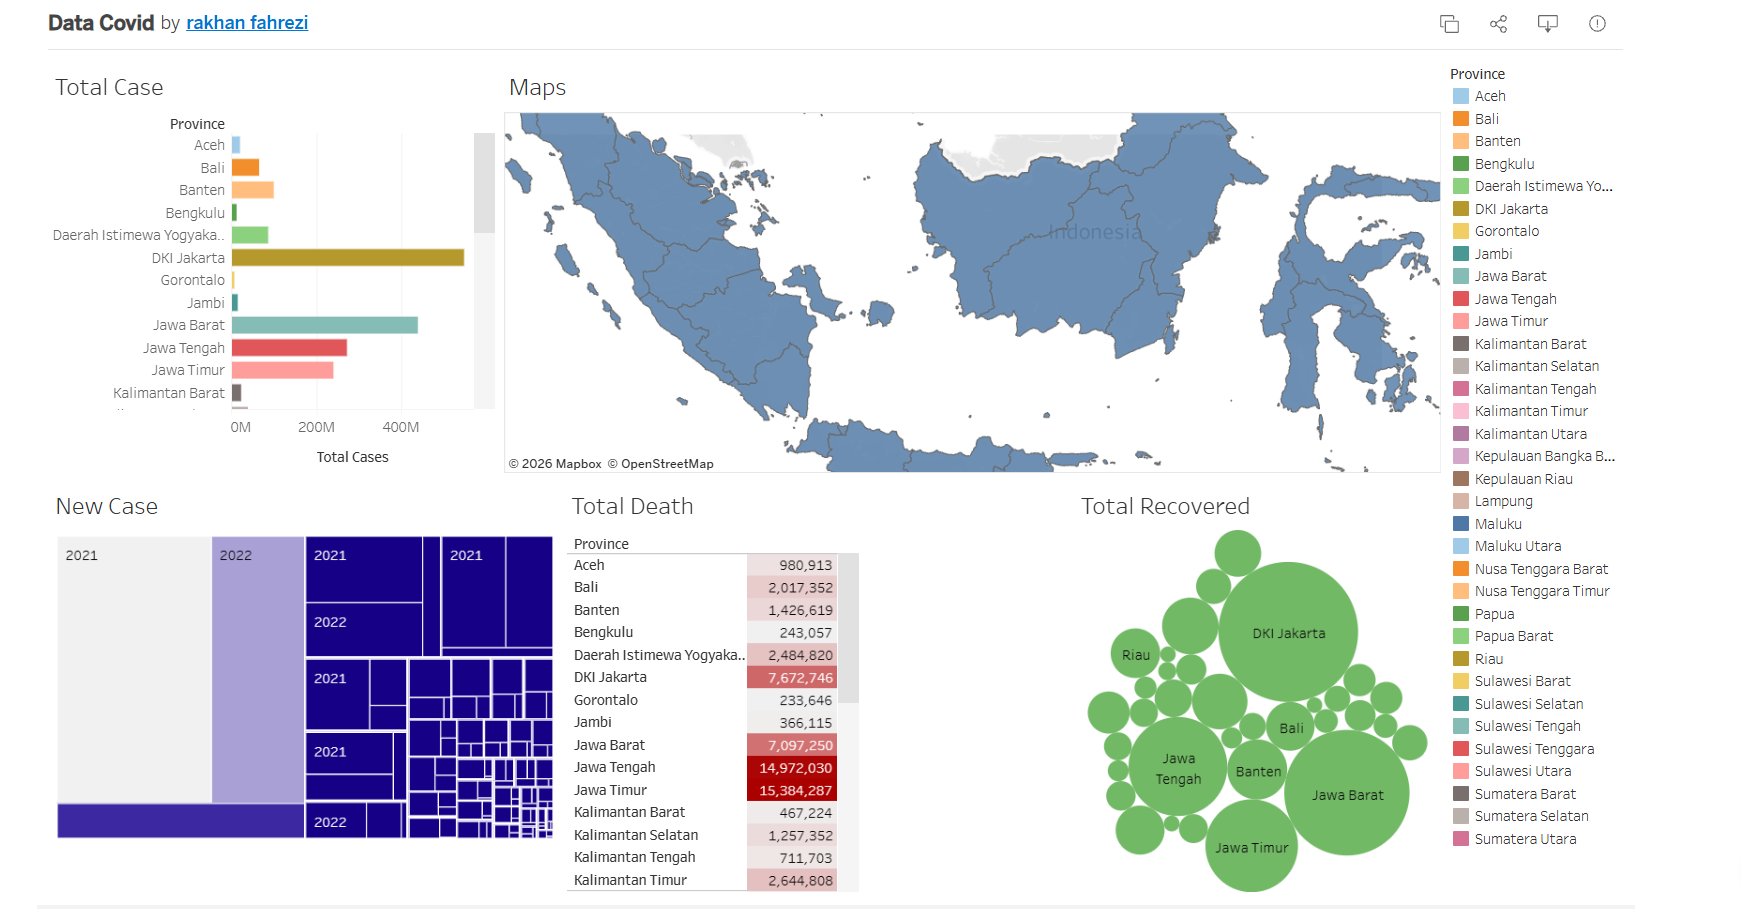 Data Covid by rakhan fahrezi
Total Case
Province
Aceh
Bali
Banten
Bengkulu
Daerah Istimewa Yogyaka..
DKI Jakarta
Gorontalo
Jambi
Jawa Barat
Jawa Tengah
Jawa Timur
Kalimantan Barat
0M 200M 400M
Total Cases
Maps
Indonesia
© 2026 Mapbox © OpenStreetMap
Province
Aceh
Bali
Banten
Bengkulu
Daerah Istimewa Yo...
DKI Jakarta
Gorontalo
Jambi
Jawa Barat
Jawa Tengah
Jawa Timur
Kalimantan Barat
Kalimantan Selatan
Kalimantan Tengah
Kalimantan Timur
Kalimantan Utara
Kepulauan Bangka B...
Kepulauan Riau
Lampung
Maluku
Maluku Utara
Nusa Tenggara Barat
Nusa Tenggara Timur
Papua
Papua Barat
Riau
Sulawesi Barat
Sulawesi Selatan
Sulawesi Tengah
Sulawesi Tenggara
Sulawesi Utara
Sumatera Barat
Sumatera Selatan
Sumatera Utara
New Case
2021 2022 2021 2021
2022
2021
2021
2022
Total Death
Province
Aceh 980,913
Bali 2,017,352
Banten 1,426,619
Bengkulu 243,057
Daerah Istimewa Yogyaka.. 2,484,820
DKI Jakarta 7,672,746
Gorontalo 233,646
Jambi 366,115
Jawa Barat 7,097,250
Jawa Tengah 14,972,030
Jawa Timur 15,384,287
Kalimantan Barat 467,224
Kalimantan Selatan 1,257,352
Kalimantan Tengah 711,703
Kalimantan Timur 2,644,808
Total Recovered
DKI Jakarta
Riau
Bali
Jawa
Tengah
Banten
Jawa Barat
Jawa Timur